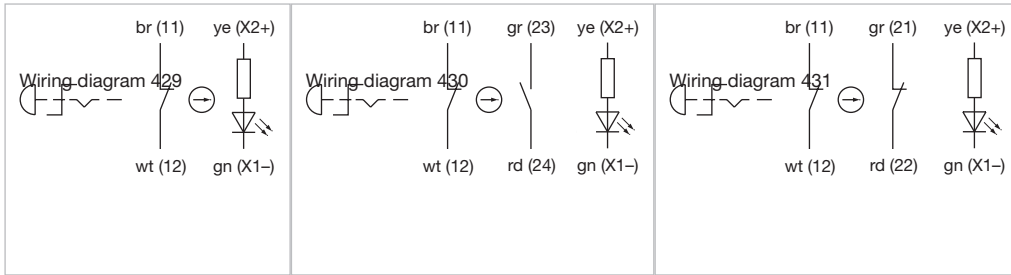 br (11) ye (X2+)
Wiring diagram 429
wt (12) gn (X1–)
br (11) gr (23) ye (X2+)
Wiring diagram 430
wt (12) rd (24) gn (X1–)
br (11) gr (21) ye (X2+)
Wiring diagram 431
wt (12) rd (22) gn (X1–)